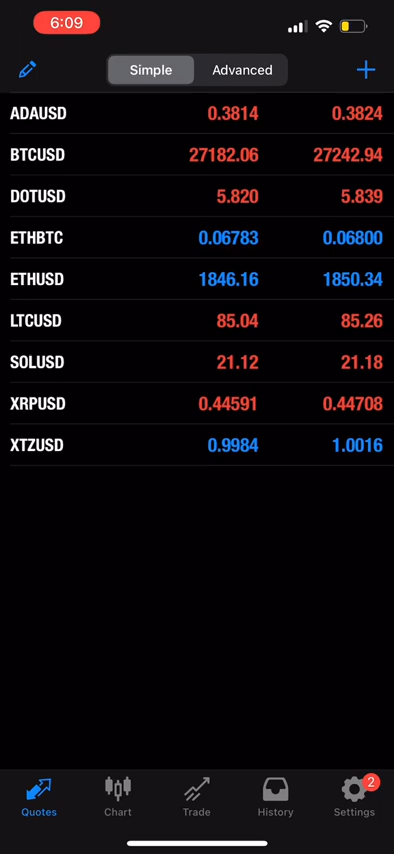 6:09
Simple Advanced
ADAUSD 0.3814 0.3824
BTCUSD 27182.06 27242.94
DOTUSD 5.820 5.839
ETHBTC 0.06783 0.06800
ETHUSD 1846.16 1850.34
LTCUSD 85.04 85.26
SOLUSD 21.12 21.18
XRPUSD 0.44591 0.44708
XTZUSD 0.9984 1.0016
2
Quotes Chart Trade History Settings